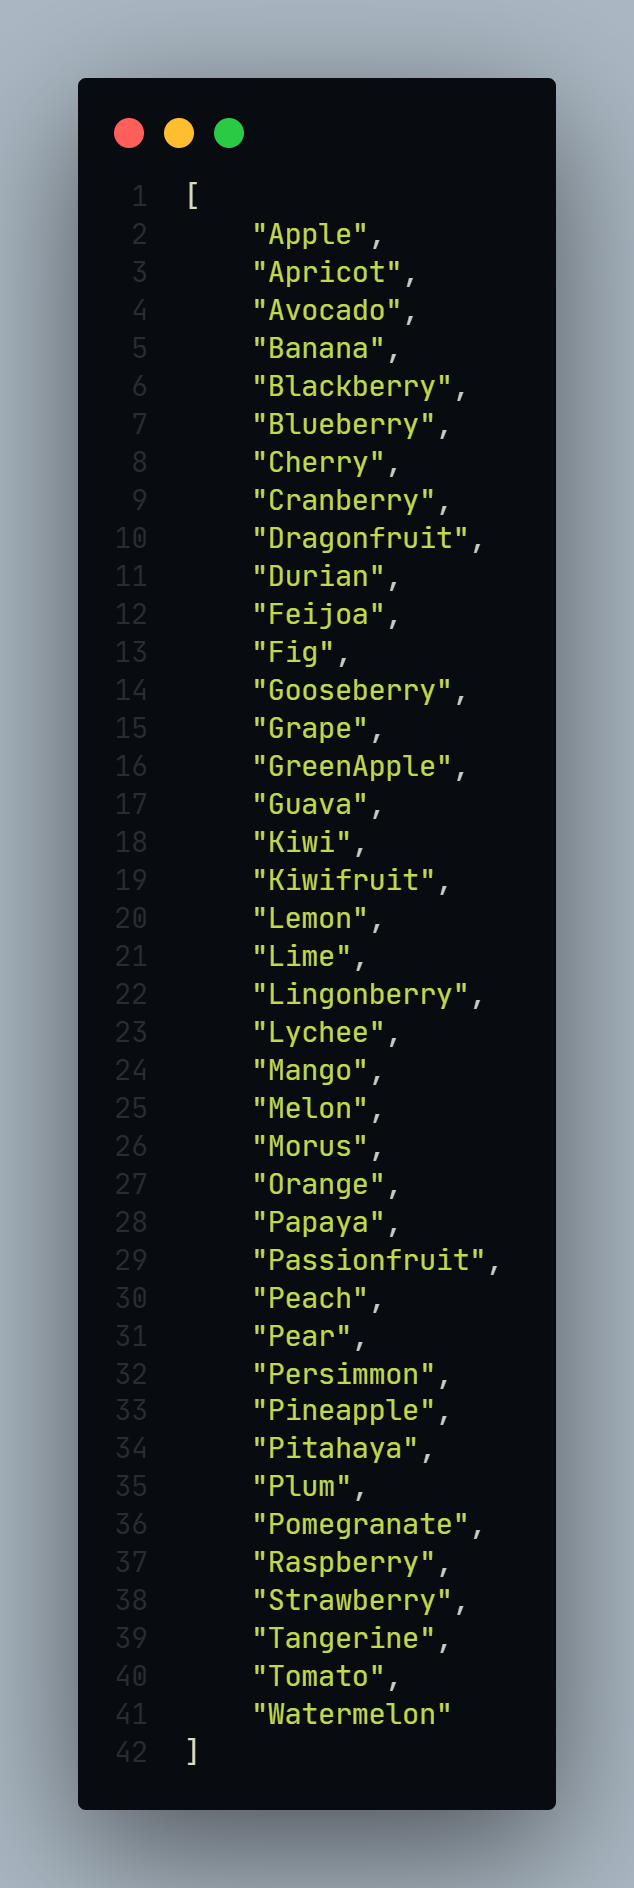 1 [
2     "Apple",
3     "Apricot",
4     "Avocado",
5     "Banana",
6     "Blackberry",
7     "Blueberry",
8     "Cherry",
9     "Cranberry",
10     "Dragonfruit",
11     "Durian",
12     "Feijoa",
13     "Fig",
14     "Gooseberry",
15     "Grape",
16     "GreenApple",
17     "Guava",
18     "Kiwi",
19     "Kiwifruit",
20     "Lemon",
21     "Lime",
22     "Lingonberry",
23     "Lychee",
24     "Mango",
25     "Melon",
26     "Morus",
27     "Orange",
28     "Papaya",
29     "Passionfruit",
30     "Peach",
31     "Pear",
32     "Persimmon",
33     "Pineapple",
34     "Pitahaya",
35     "Plum",
36     "Pomegranate",
37     "Raspberry",
38     "Strawberry",
39     "Tangerine",
40     "Tomato",
41     "Watermelon"
42 ]